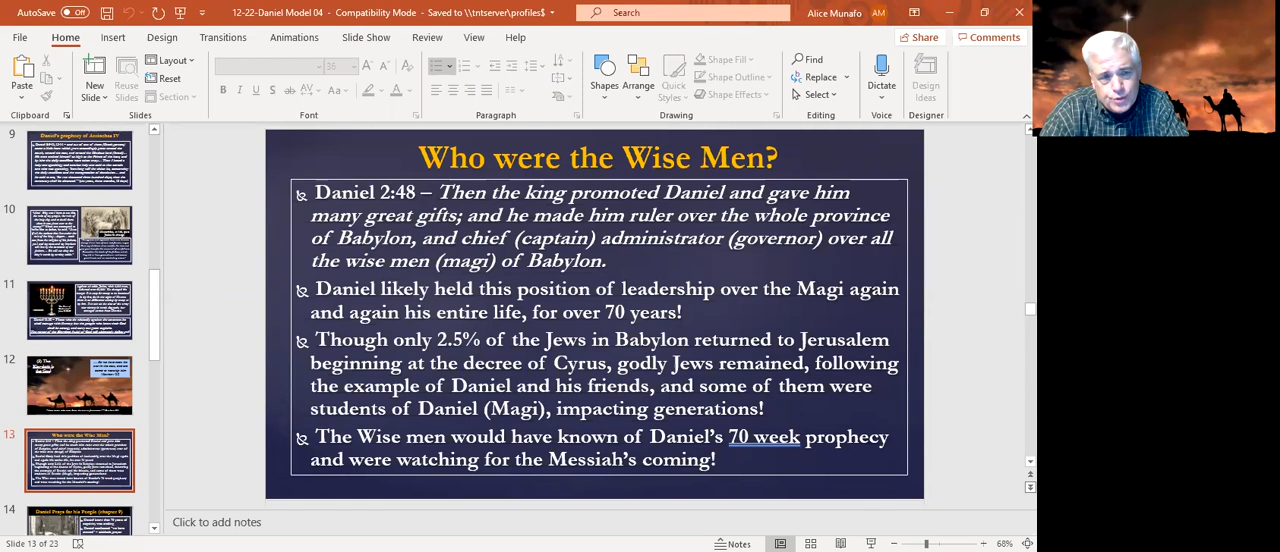 AutoSave Off 12-22-Daniel Model 04 - Compatibility Mode - Saved to \\tntserver\profiles$ Search Alice Munafo AM
File Home Insert Design Transitions Animations Slide Show Review View Help Share Comments
Paste
New Slide
Reuse Slides
Layout
Reset
Section
36
Shapes
Arrange
Quick Styles
Shape Fill
Shape Outline
Shape Effects
Find
Replace
Select
Dictate
Design Ideas
Clipboard Slides Font Paragraph Drawing Editing Voice Designer
9
10
11
12
13
Who were the Wise Men?
14
Daniel Prays for his People (chapter 9)
Who were the Wise Men?
Daniel 2:48 – Then the king promoted Daniel and gave him
many great gifts; and he made him ruler over the whole province
of Babylon, and chief (captain) administrator (governor) over all
the wise men (magi) of Babylon.
Daniel likely held this position of leadership over the Magi again
and again his entire life, for over 70 years!
Though only 2.5% of the Jews in Babylon returned to Jerusalem
beginning at the decree of Cyrus, godly Jews remained, following
the example of Daniel and his friends, and some of them were
students of Daniel (Magi), impacting generations!
The Wise men would have known of Daniel's 70 week prophecy
and were watching for the Messiah's coming!
Click to add notes
Slide 13 of 23 Notes 68%